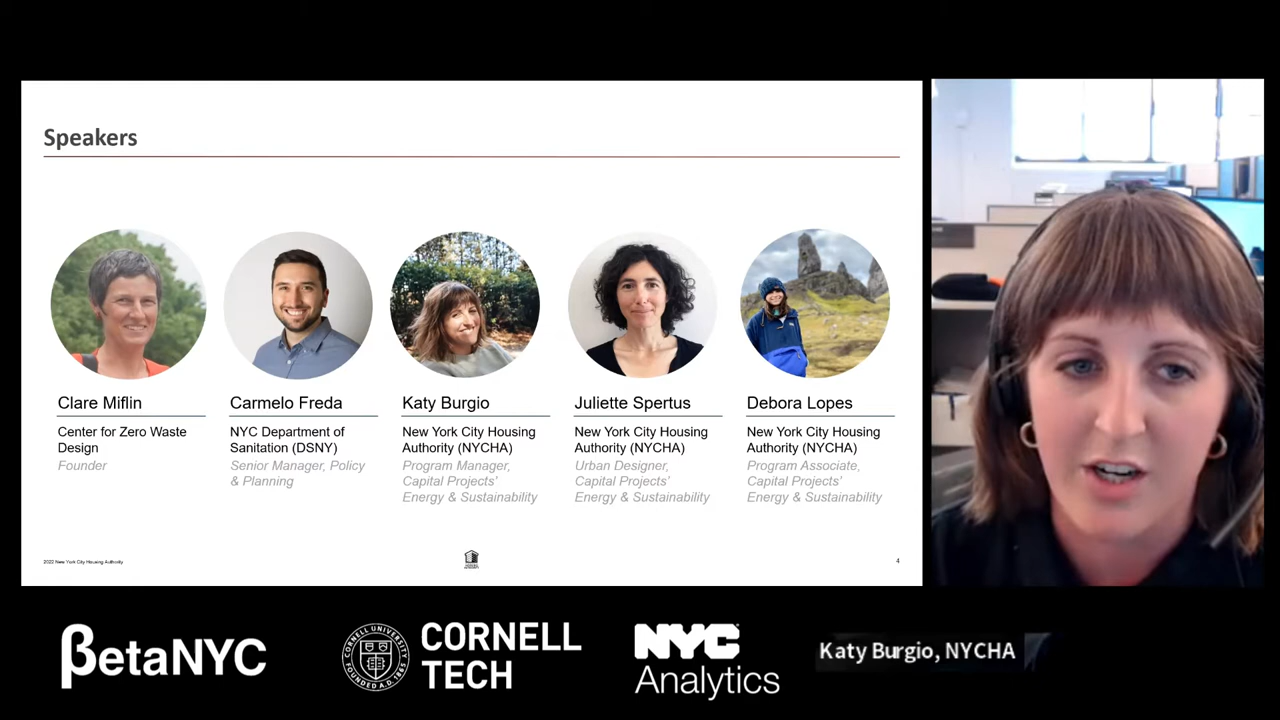 Speakers
Clare Miflin
Center for Zero Waste
Design
Founder
Carmelo Freda
NYC Department of
Sanitation (DSNY)
Senior Manager, Policy
& Planning
Katy Burgio
New York City Housing
Authority (NYCHA)
Program Manager,
Capital Projects'
Energy & Sustainability
Juliette Spertus
New York City Housing
Authority (NYCHA)
Urban Designer,
Capital Projects'
Energy & Sustainability
Debora Lopes
New York City Housing
Authority (NYCHA)
Program Associate,
Capital Projects'
Energy & Sustainability
2022 New York City Housing Authority
4
βetaNYC
CORNELL UNIVERSITY
FOUNDED A.D. 1865
CORNELL
TECH
NYC
Analytics
Katy Burgio, NYCHA